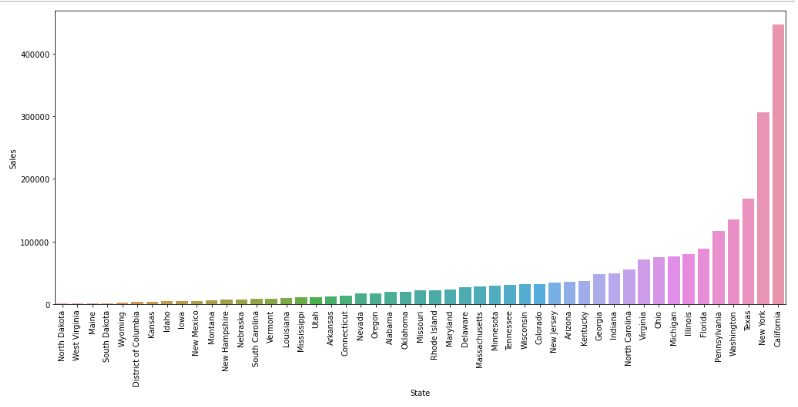 400000
300000
200000
100000
0
Sales
North Dakota
West Virginia
Maine
South Dakota
Wyoming
District of Columbia
Kansas
Idaho
Iowa
New Mexico
Montana
New Hampshire
Nebraska
South Carolina
Vermont
Louisiana
Mississippi
Utah
Arkansas
Connecticut
Nevada
Oregon
Alabama
Oklahoma
Missouri
Rhode Island
Maryland
Delaware
Massachusetts
Minnesota
Tennessee
Wisconsin
Colorado
New Jersey
Arizona
Kentucky
Georgia
Indiana
North Carolina
Virginia
Ohio
Michigan
Illinois
Florida
Pennsylvania
Washington
Texas
New York
California
State